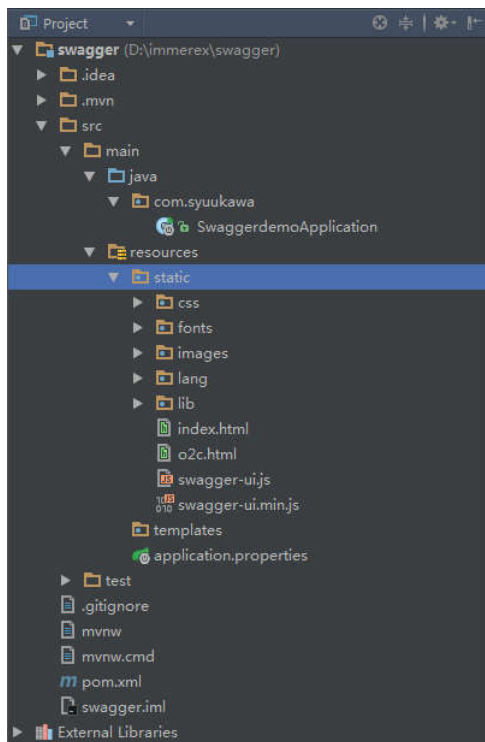 Project
swagger (D:\immerex\swagger)
.idea
.mvn
src
main
java
com.syuukawa
SwaggerdemoApplication
resources
static
css
fonts
images
lang
lib
index.html
o2c.html
swagger-ui.js
swagger-ui.min.js
templates
application.properties
test
.gitignore
mvnw
mvnw.cmd
pom.xml
swagger.iml
External Libraries